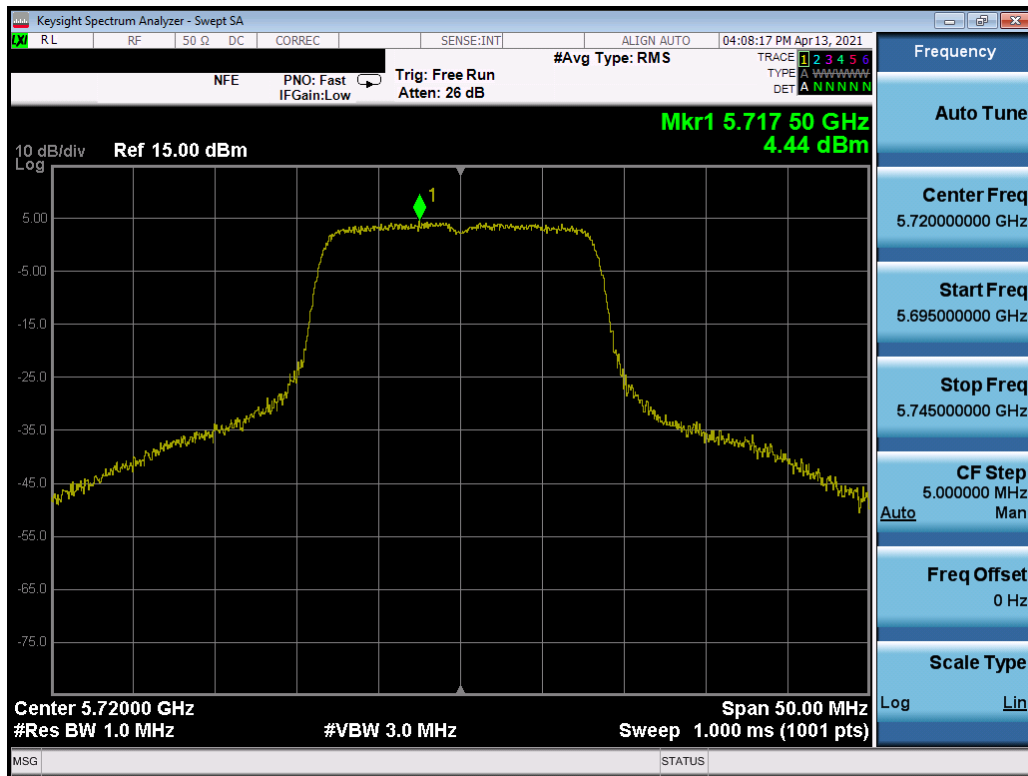 Keysight Spectrum Analyzer - Swept SA
LXI RL RF 50 Ω DC CORREC SENSE:INT ALIGN AUTO 04:08:17 PM Apr 13, 2021
NFE PNO: Fast IFGain:Low Trig: Free Run Atten: 26 dB #Avg Type: RMS
TRACE 1 2 3 4 5 6
TYPE A WWWWW
DET A N N N N N
Mkr1 5.717 50 GHz
4.44 dBm
10 dB/div Ref 15.00 dBm
Log
1
5.00
-5.00
-15.0
-25.0
-35.0
-45.0
-55.0
-65.0
-75.0
Center 5.72000 GHz Span 50.00 MHz
#Res BW 1.0 MHz #VBW 3.0 MHz Sweep 1.000 ms (1001 pts)
MSG STATUS
Frequency
Auto Tune
Center Freq
5.720000000 GHz
Start Freq
5.695000000 GHz
Stop Freq
5.745000000 GHz
CF Step
5.000000 MHz
Auto Man
Freq Offset
0 Hz
Scale Type
Log Lin